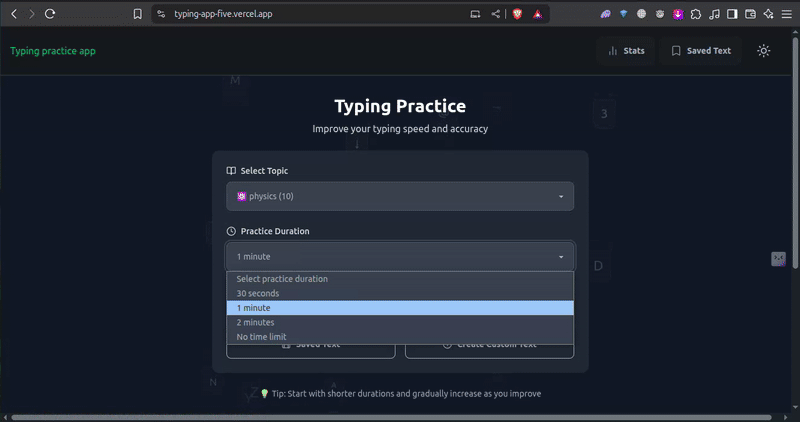 typing-app-five.vercel.app
Typing practice app
Stats
Saved Text
M
3
Typing Practice
Improve your typing speed and accuracy
Select Topic
physics (10)
Practice Duration
1 minute
D
Select practice duration
30 seconds
1 minute
2 minutes
No time limit
Saved Text
Create Custom Text
N
Tip: Start with shorter durations and gradually increase as you improve